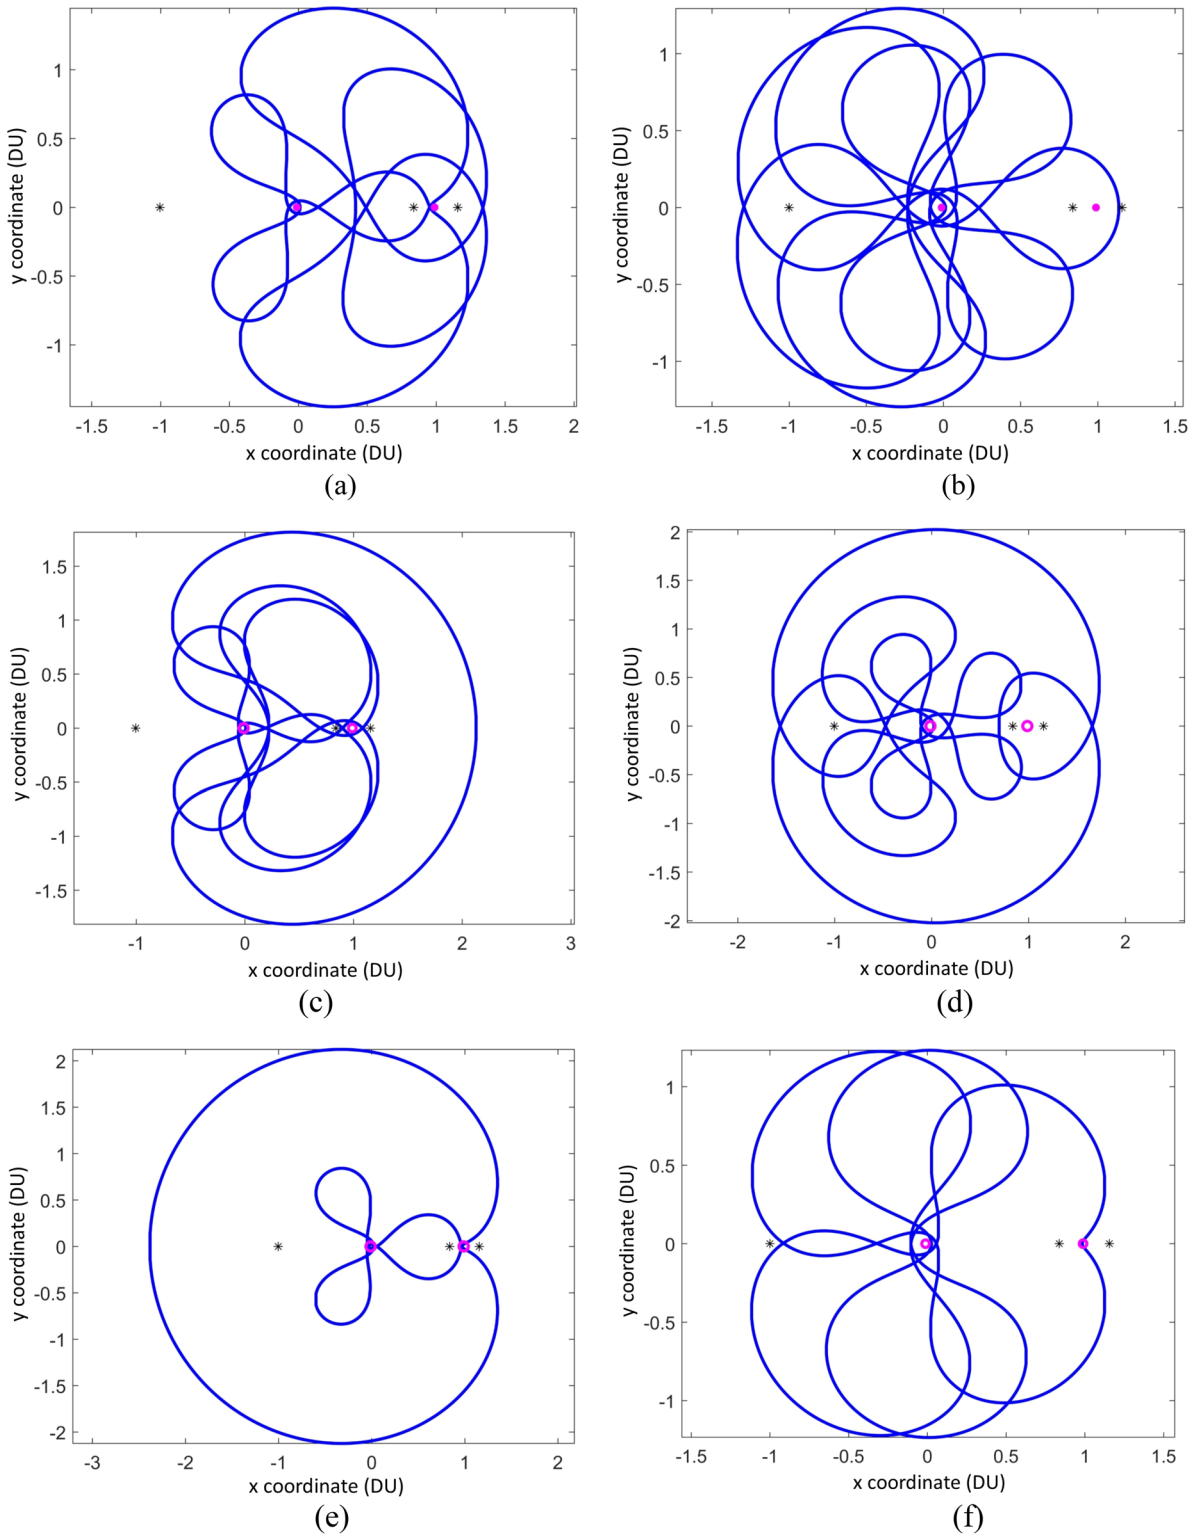 1
0.5
0
-0.5
-1
y coordinate (DU)
-1.5 -1 -0.5 0 0.5 1 1.5 2
x coordinate (DU)
(a)
1
0.5
0
-0.5
-1
y coordinate (DU)
-1.5 -1 -0.5 0 0.5 1 1.5
x coordinate (DU)
(b)
1.5
1
0.5
0
-0.5
-1
-1.5
y coordinate (DU)
-1 0 1 2 3
x coordinate (DU)
(c)
2
1.5
1
0.5
0
-0.5
-1
-1.5
-2
y coordinate (DU)
-2 -1 0 1 2
x coordinate (DU)
(d)
2
1.5
1
0.5
0
-0.5
-1
-1.5
-2
y coordinate (DU)
-3 -2 -1 0 1 2
x coordinate (DU)
(e)
1
0.5
0
-0.5
-1
y coordinate (DU)
-1.5 -1 -0.5 0 0.5 1 1.5
x coordinate (DU)
(f)